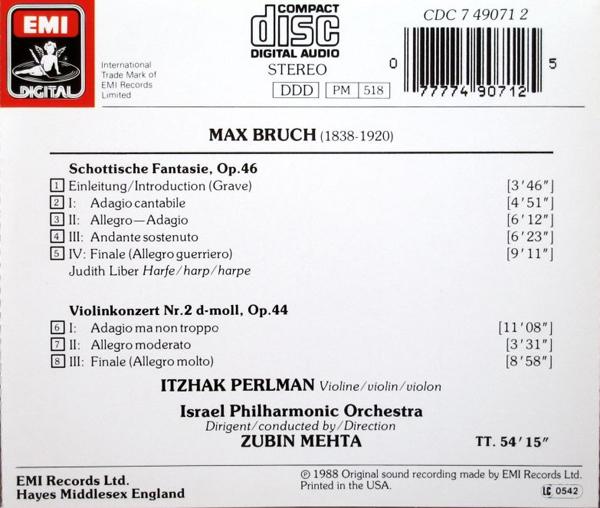 EMI
DIGITAL
International
Trade Mark of
EMI Records
Limited
COMPACT
disc
DIGITAL AUDIO
STEREO
DDD PM 518
CDC 7 49071 2
0 77774 90712 5
MAX BRUCH (1838-1920)
Schottische Fantasie, Op.46
1 Einleitung/Introduction (Grave) [3'46"]
2 I: Adagio cantabile [4'51"]
3 II: Allegro—Adagio [6'12"]
4 III: Andante sostenuto [6'23"]
5 IV: Finale (Allegro guerriero) [9'11"]
Judith Liber Harfe/harp/harpe
Violinkonzert Nr.2 d-moll, Op.44
6 I: Adagio ma non troppo [11'08"]
7 II: Allegro moderato [3'31"]
8 III: Finale (Allegro molto) [8'58"]
ITZHAK PERLMAN Violine/violin/violon
Israel Philharmonic Orchestra
Dirigent/conducted by/Direction
ZUBIN MEHTA TT. 54'15"
EMI Records Ltd.
Hayes Middlesex England
℗ 1988 Original sound recording made by EMI Records Ltd.
Printed in the USA.
LC 0542